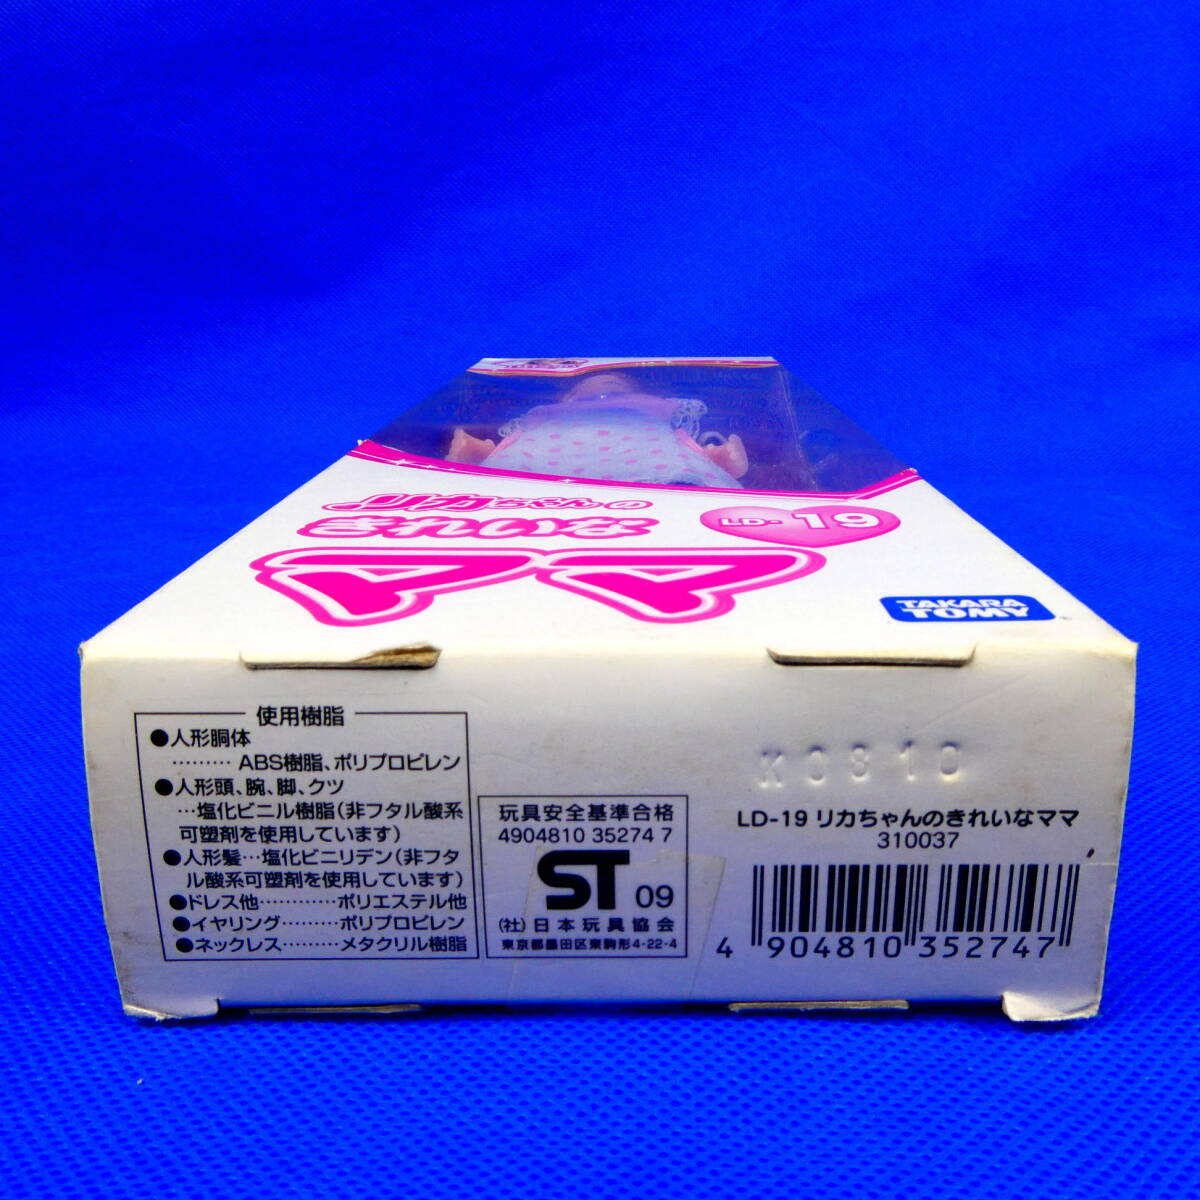 リカちゃんの
きれいな
ママ
LD-19
TAKARA
TOMY
使用樹脂
●人形胴体
……… ABS樹脂、ポリプロピレン
●人形頭、腕、脚、クツ
…塩化ビニル樹脂(非フタル酸系
可塑剤を使用しています)
●人形髪…塩化ビニリデン(非フタ
ル酸系可塑剤を使用しています)
●ドレス他…………ポリエステル他
●イヤリング………ポリプロピレン
●ネックレス………メタクリル樹脂
玩具安全基準合格
4904810 35274 7
ST 09
(社)日本玩具協会
東京都墨田区東駒形4-22-4
K0810
LD-19 リカちゃんのきれいなママ
310037
4 904810 352747